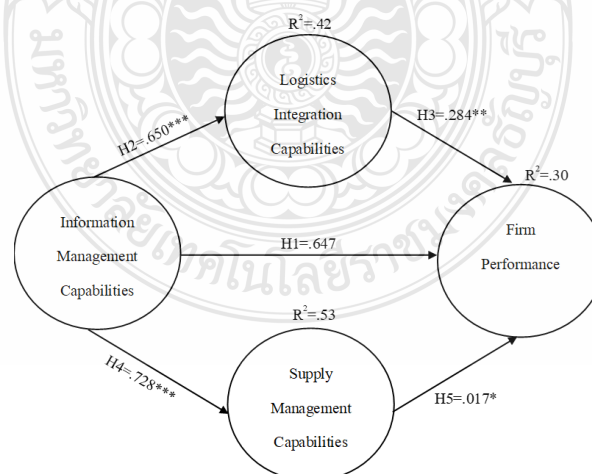 R²=.42
Logistics
Integration
Capabilities
H2=.650***
H3=.284**
R²=.30
Information
Management
Capabilities
H1=.647
Firm
Performance
R²=.53
H4=.728***
Supply
Management
Capabilities
H5=.017*